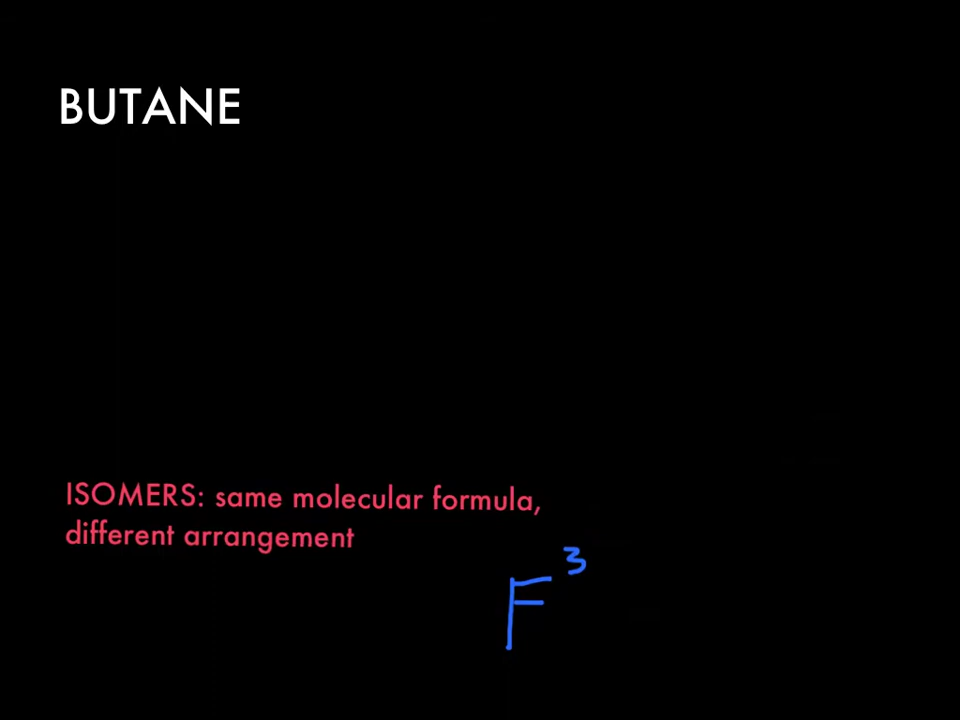 BUTANE
ISOMERS: same molecular formula,
different arrangement
F³